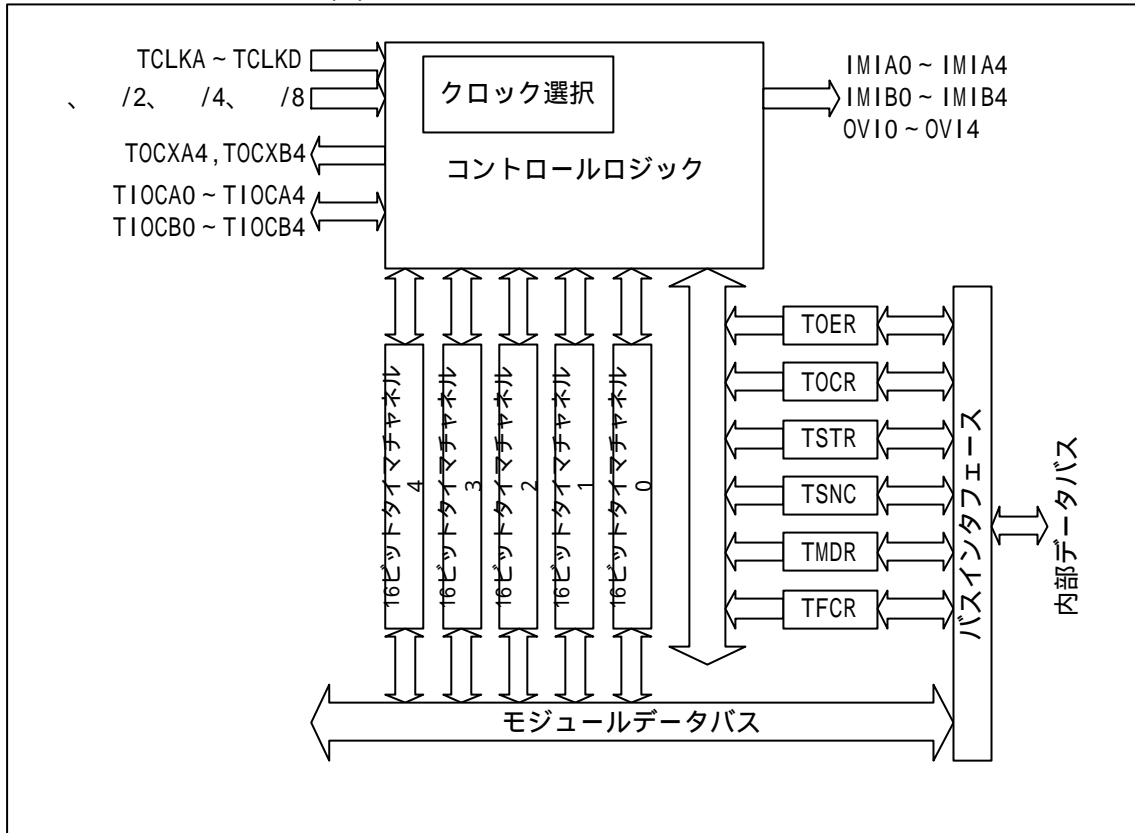 TCLKA～TCLKD
、 /2、 /4、 /8
TOCXA4,TOCXB4
TIOCA0～TIOCA4
TIOCB0～TIOCB4
クロック選択
コントロールロジック
IMIA0～IMIA4
IMIB0～IMIB4
OVI0～OVI4
16ビットタイマチャネル
4
16ビットタイマチャネル
3
16ビットタイマチャネル
2
16ビットタイマチャネル
1
16ビットタイマチャネル
0
TOER
TOCR
TSTR
TSNC
TMDR
TFCR
バスインタフェース
内部データバス
モジュールデータバス